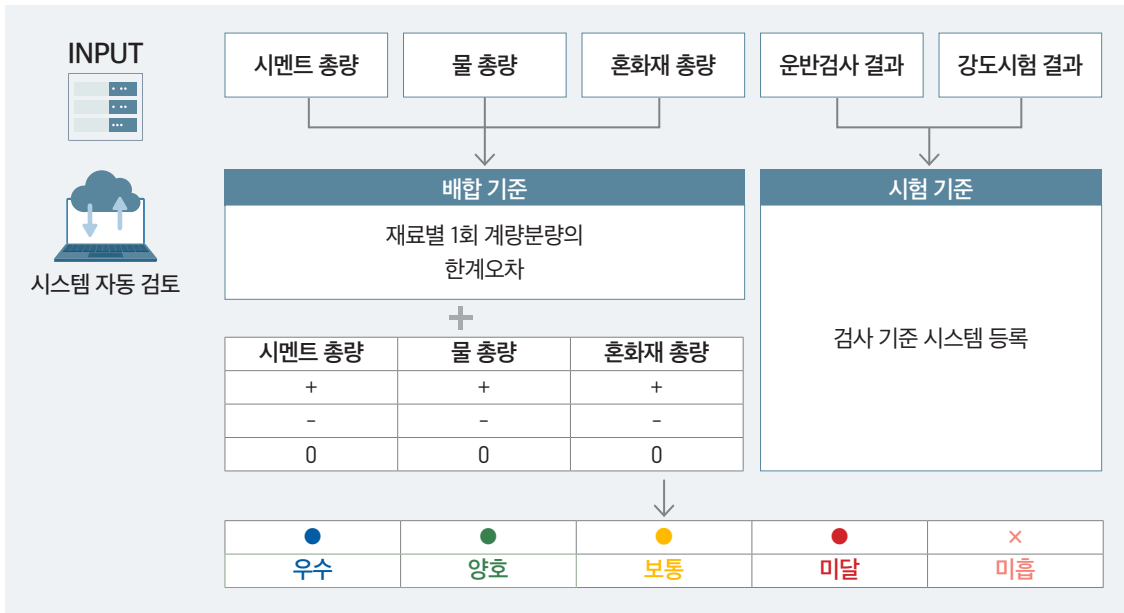 INPUT
시멘트 총량
물 총량
혼화재 총량
운반검사 결과
강도시험 결과
시스템 자동 검토
배합 기준
재료별 1회 계량분량의
한계오차
시험 기준
검사 기준 시스템 등록
+
시멘트 총량 물 총량 혼화재 총량
+ + +
- - -
0 0 0
● ● ● ● ×
우수 양호 보통 미달 미흡